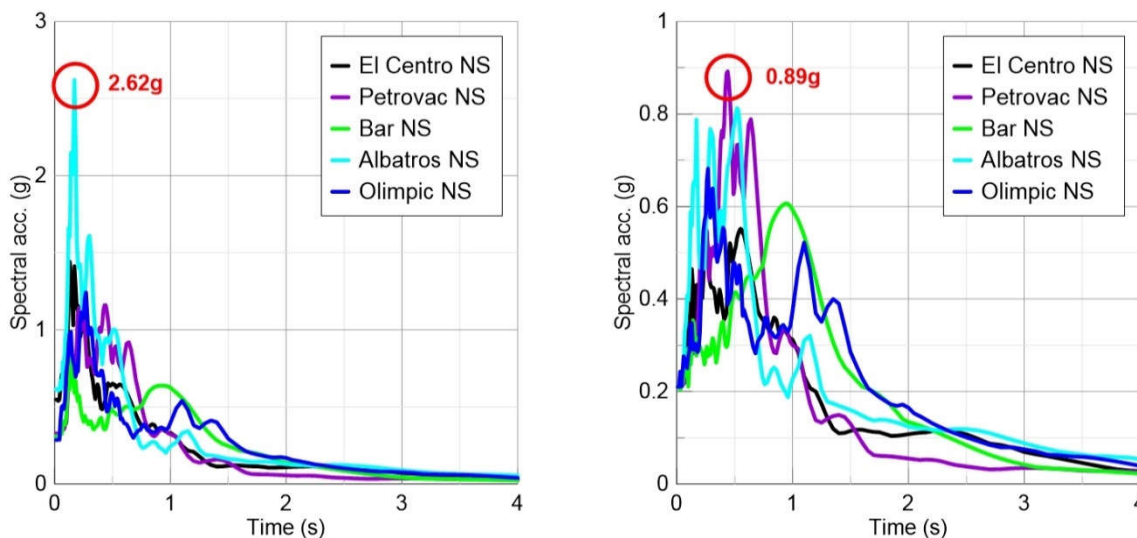 3
2
1
0
Spectral acc. (g)
2.62g
El Centro NS
Petrovac NS
Bar NS
Albatros NS
Olimpic NS
0 1 2 3 4
Time (s)
1
0.8
0.6
0.4
0.2
0
Spectral acc. (g)
0.89g
El Centro NS
Petrovac NS
Bar NS
Albatros NS
Olimpic NS
0 1 2 3 4
Time (s)